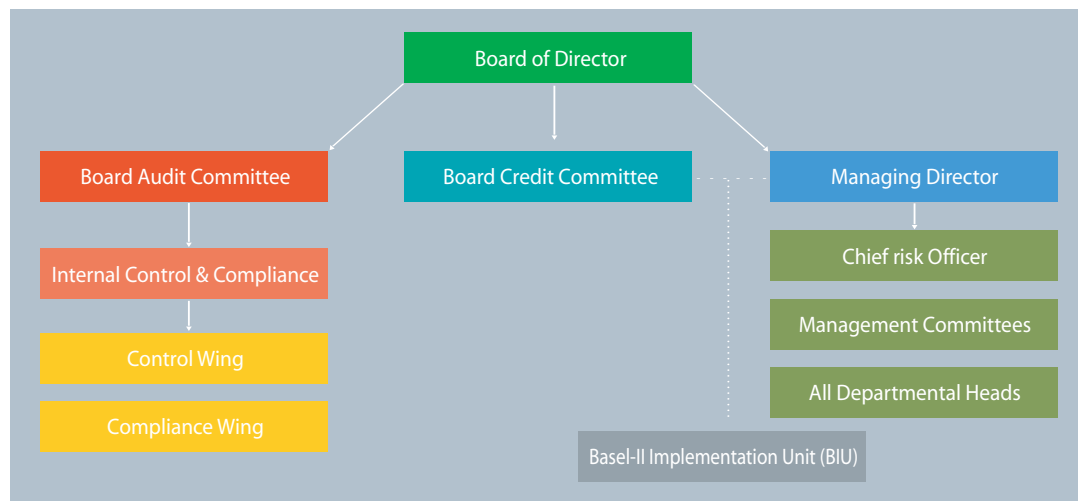 Board of Director
Board Audit Committee
Board Credit Committee
Managing Director
Internal Control & Compliance
Chief risk Officer
Control Wing
Management Committees
Compliance Wing
All Departmental Heads
Basel-II Implementation Unit (BIU)